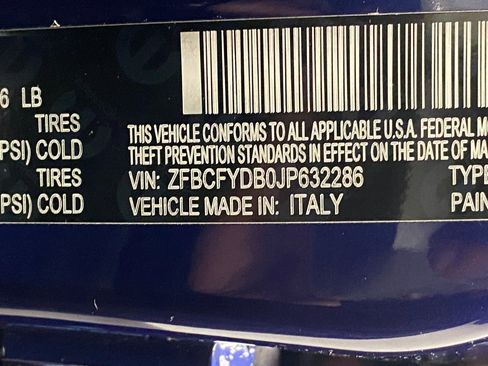 6 LB
TIRES
THIS VEHICLE CONFORMS TO ALL APPLICABLE U.S.A. FEDERAL MO
PSI) COLD
THEFT PREVENTION STANDARDS IN EFFECT ON THE DATE OF MA
TIRES
VIN: ZFBCFYDB0JP632286
TYPE
PSI) COLD
VEHICLE MADE IN: ITALY
PAIN